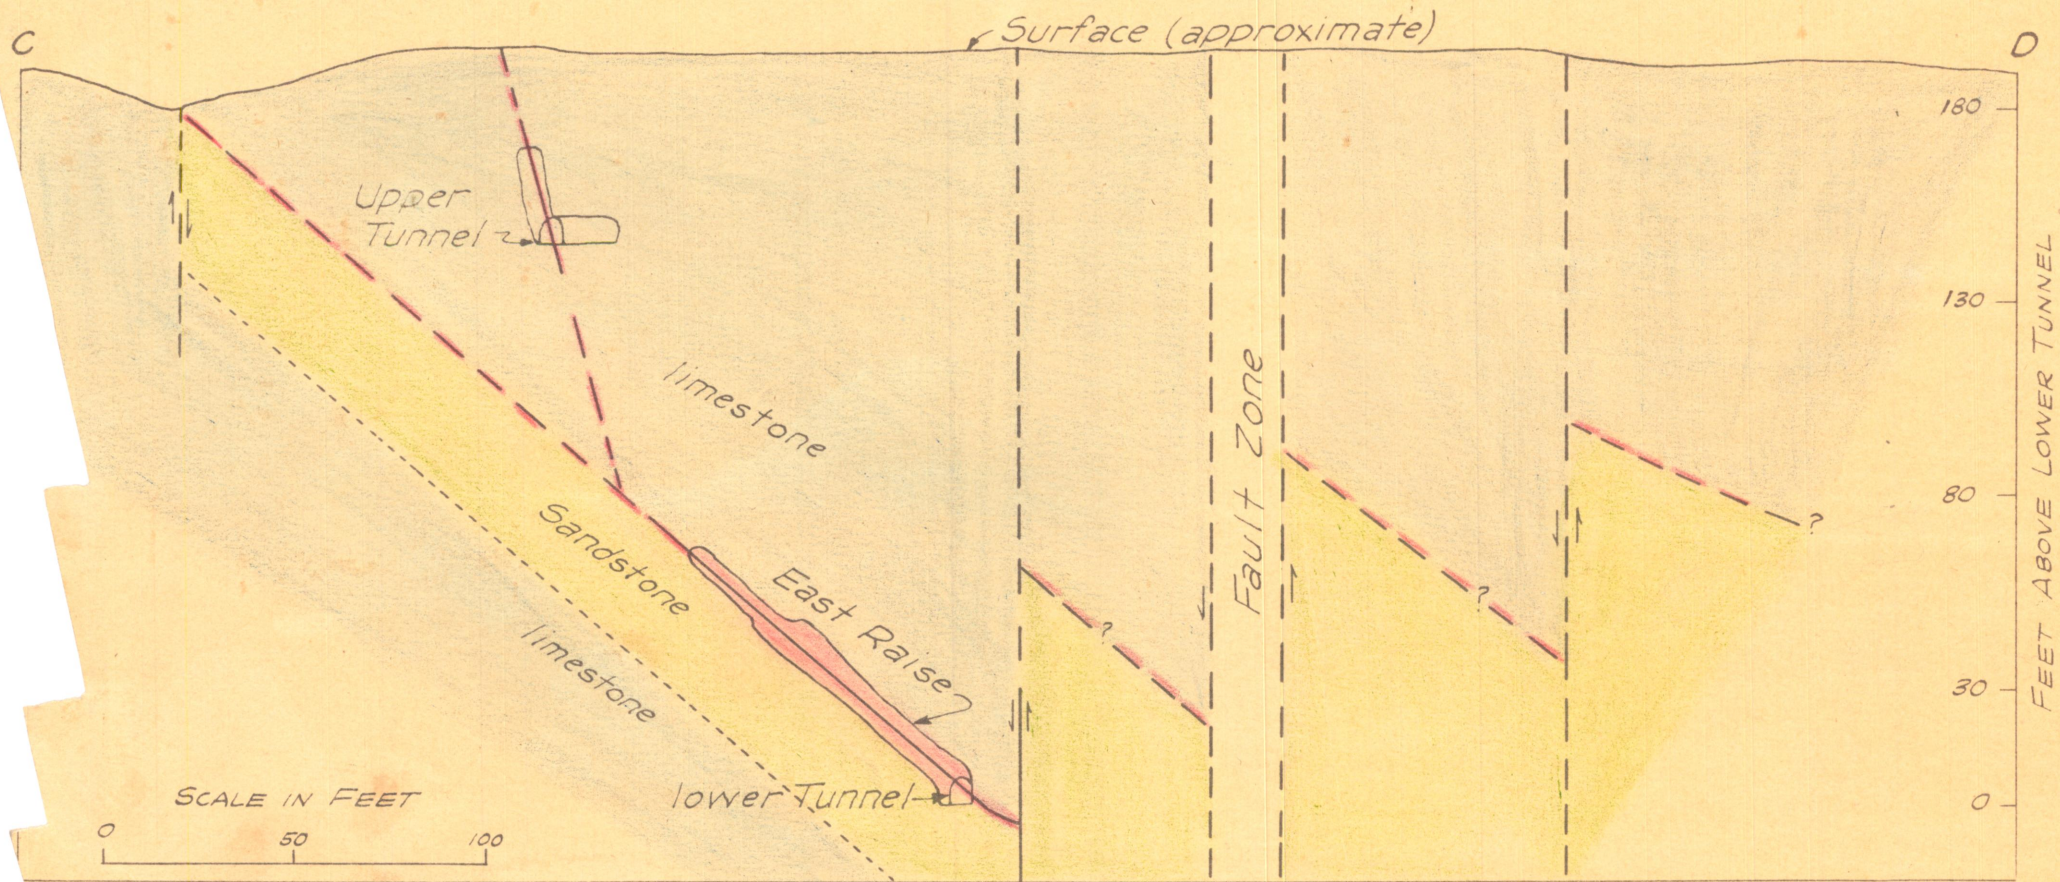 C
Surface (approximate)
D
180
Upper
Tunnel
130
limestone
Fault Zone
80
?
Sandstone
East Raise
?
?
limestone
30
FEET ABOVE LOWER TUNNEL
SCALE IN FEET
lower Tunnel
0
0
50
100